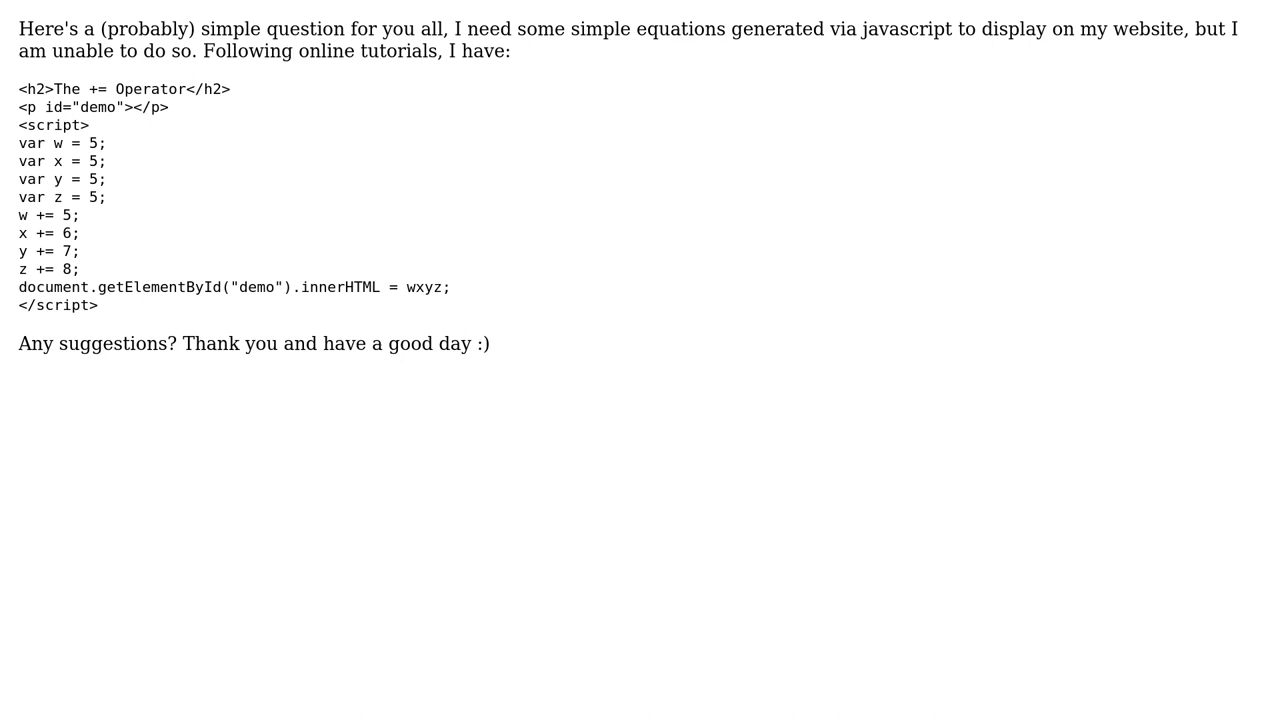 Here's a (probably) simple question for you all, I need some simple equations generated via javascript to display on my website, but I
am unable to do so. Following online tutorials, I have:
<h2>The += Operator</h2>
<p id="demo"></p>
<script>
var w = 5;
var x = 5;
var y = 5;
var z = 5;
w += 5;
x += 6;
y += 7;
z += 8;
document.getElementById("demo").innerHTML = wxyz;
</script>
Any suggestions? Thank you and have a good day :)